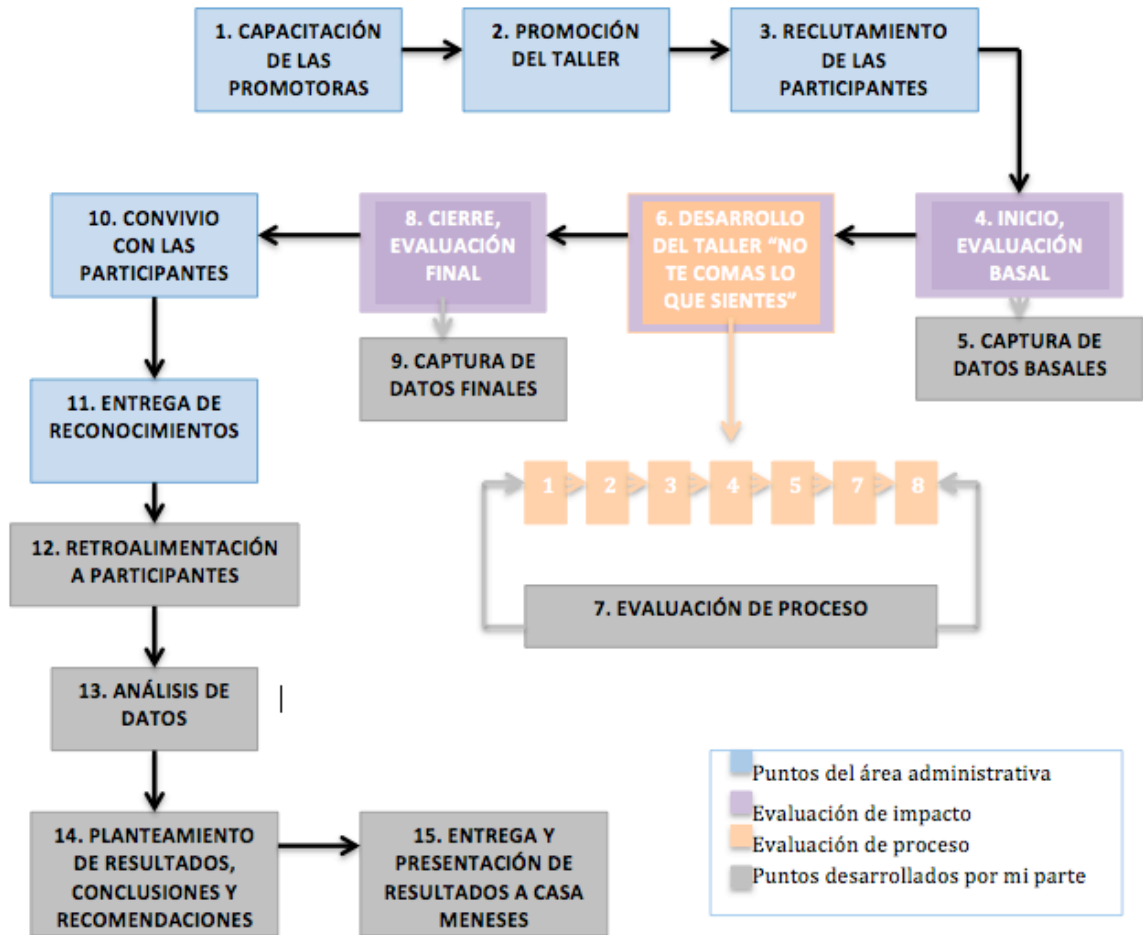 1. CAPACITACIÓN
DE LAS
PROMOTORAS
2. PROMOCIÓN
DEL TALLER
3. RECLUTAMIENTO
DE LAS
PARTICIPANTES
4. INICIO,
EVALUACIÓN
BASAL
5. CAPTURA DE
DATOS BASALES
6. DESARROLLO
DEL TALLER “NO
TE COMAS LO
QUE SIENTES”
1 2 3 4 5 7 8
7. EVALUACIÓN DE PROCESO
8. CIERRE,
EVALUACIÓN
FINAL
9. CAPTURA DE
DATOS FINALES
10. CONVIVIO
CON LAS
PARTICIPANTES
11. ENTREGA DE
RECONOCIMIENTOS
12. RETROALIMENTACIÓN
A PARTICIPANTES
13. ANÁLISIS DE
DATOS
14. PLANTEAMIENTO
DE RESULTADOS,
CONCLUSIONES Y
RECOMENDACIONES
15. ENTREGA Y
PRESENTACIÓN DE
RESULTADOS A CASA
MENESES
Puntos del área administrativa
Evaluación de impacto
Evaluación de proceso
Puntos desarrollados por mi parte